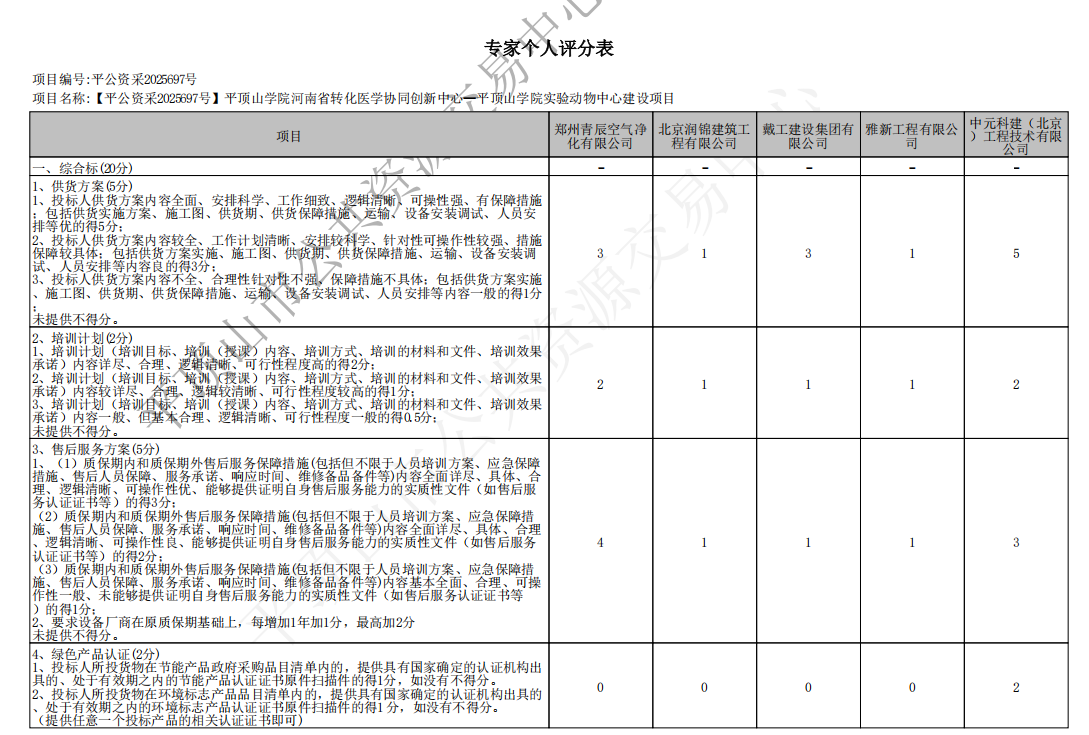 专家个人评分表
项目编号:平公资采2025697号
项目名称:【平公资采2025697号】平顶山学院河南省转化医学协同创新中心—平顶山学院实验动物中心建设项目
项目
郑州青辰空气净
化有限公司
北京润锦建筑工
程有限公司
戴工建设集团有
限公司
雅新工程有限公
司
中元科建（北京
）工程技术有限
公司
一、综合标(20分)
－ － － － －
1、供货方案(5分)
1、投标人供货方案内容全面、安排科学、工作细致、逻辑清晰、可操性强、有保障措施
；包括供货实施方案、施工图、供货期、供货保障措施、运输、设备安装调试、人员安
排等优的得5分；
2、投标人供货方案内容较全、工作计划清晰、安排较科学、针对性可操作性较强、措施
保障较具体；包括供货方案实施、施工图、供货期、供货保障措施、运输、设备安装调
试、人员安排等内容良的得3分；
3、投标人供货方案内容不全、合理性针对性不强、保障措施不具体；包括供货方案实施
、施工图、供货期、供货保障措施、运输、设备安装调试、人员安排等内容一般的得1分
；
未提供不得分。
3 1 3 1 5
2、培训计划(2分)
1、培训计划（培训目标、培训（授课）内容、培训方式、培训的材料和文件、培训效果
承诺）内容详尽、合理、逻辑清晰、可行性程度高的得2分；
2、培训计划（培训目标、培训（授课）内容、培训方式、培训的材料和文件、培训效果
承诺）内容较详尽、合理、逻辑较清晰、可行性程度较高的得1分；
3、培训计划（培训目标、培训（授课）内容、培训方式、培训的材料和文件、培训效果
承诺）内容一般、但基本合理、逻辑清晰、可行性程度一般的得0.5分；
未提供不得分。
2 1 1 1 2
3、售后服务方案(5分)
1、（1）质保期内和质保期外售后服务保障措施(包括但不限于人员培训方案、应急保障
措施、售后人员保障、服务承诺、响应时间、维修备品备件等)内容全面详尽、具体、合
理、逻辑清晰、可操作性优、能够提供证明自身售后服务能力的实质性文件（如售后服
务认证证书等）的得3分；
（2）质保期内和质保期外售后服务保障措施(包括但不限于人员培训方案、应急保障措
施、售后人员保障、服务承诺、响应时间、维修备品备件等)内容全面详尽、具体、合理
、逻辑清晰、可操作性良、能够提供证明自身售后服务能力的实质性文件（如售后服务
认证证书等）的得2分；
（3）质保期内和质保期外售后服务保障措施(包括但不限于人员培训方案、应急保障措
施、售后人员保障、服务承诺、响应时间、维修备品备件等)内容基本全面、合理、可操
作性一般、未能够提供证明自身售后服务能力的实质性文件（如售后服务认证证书等
）的得1分；
2、要求设备厂商在原质保期基础上，每增加1年加1分，最高加2分
未提供不得分。
4 1 1 1 3
4、绿色产品认证(2分)
1、投标人所投货物在节能产品政府采购品目清单内的，提供具有国家确定的认证机构出
具的、处于有效期之内的节能产品认证证书原件扫描件的得1分，如没有不得分。
2、投标人所投货物在环境标志产品品目清单内的，提供具有国家确定的认证机构出具的
、处于有效期之内的环境标志产品认证证书原件扫描件的得1分，如没有不得分。
（提供任意一个投标产品的相关认证证书即可）
0 0 0 0 2
平顶山市公共资源交易中心
平顶山市公共资源交易中心